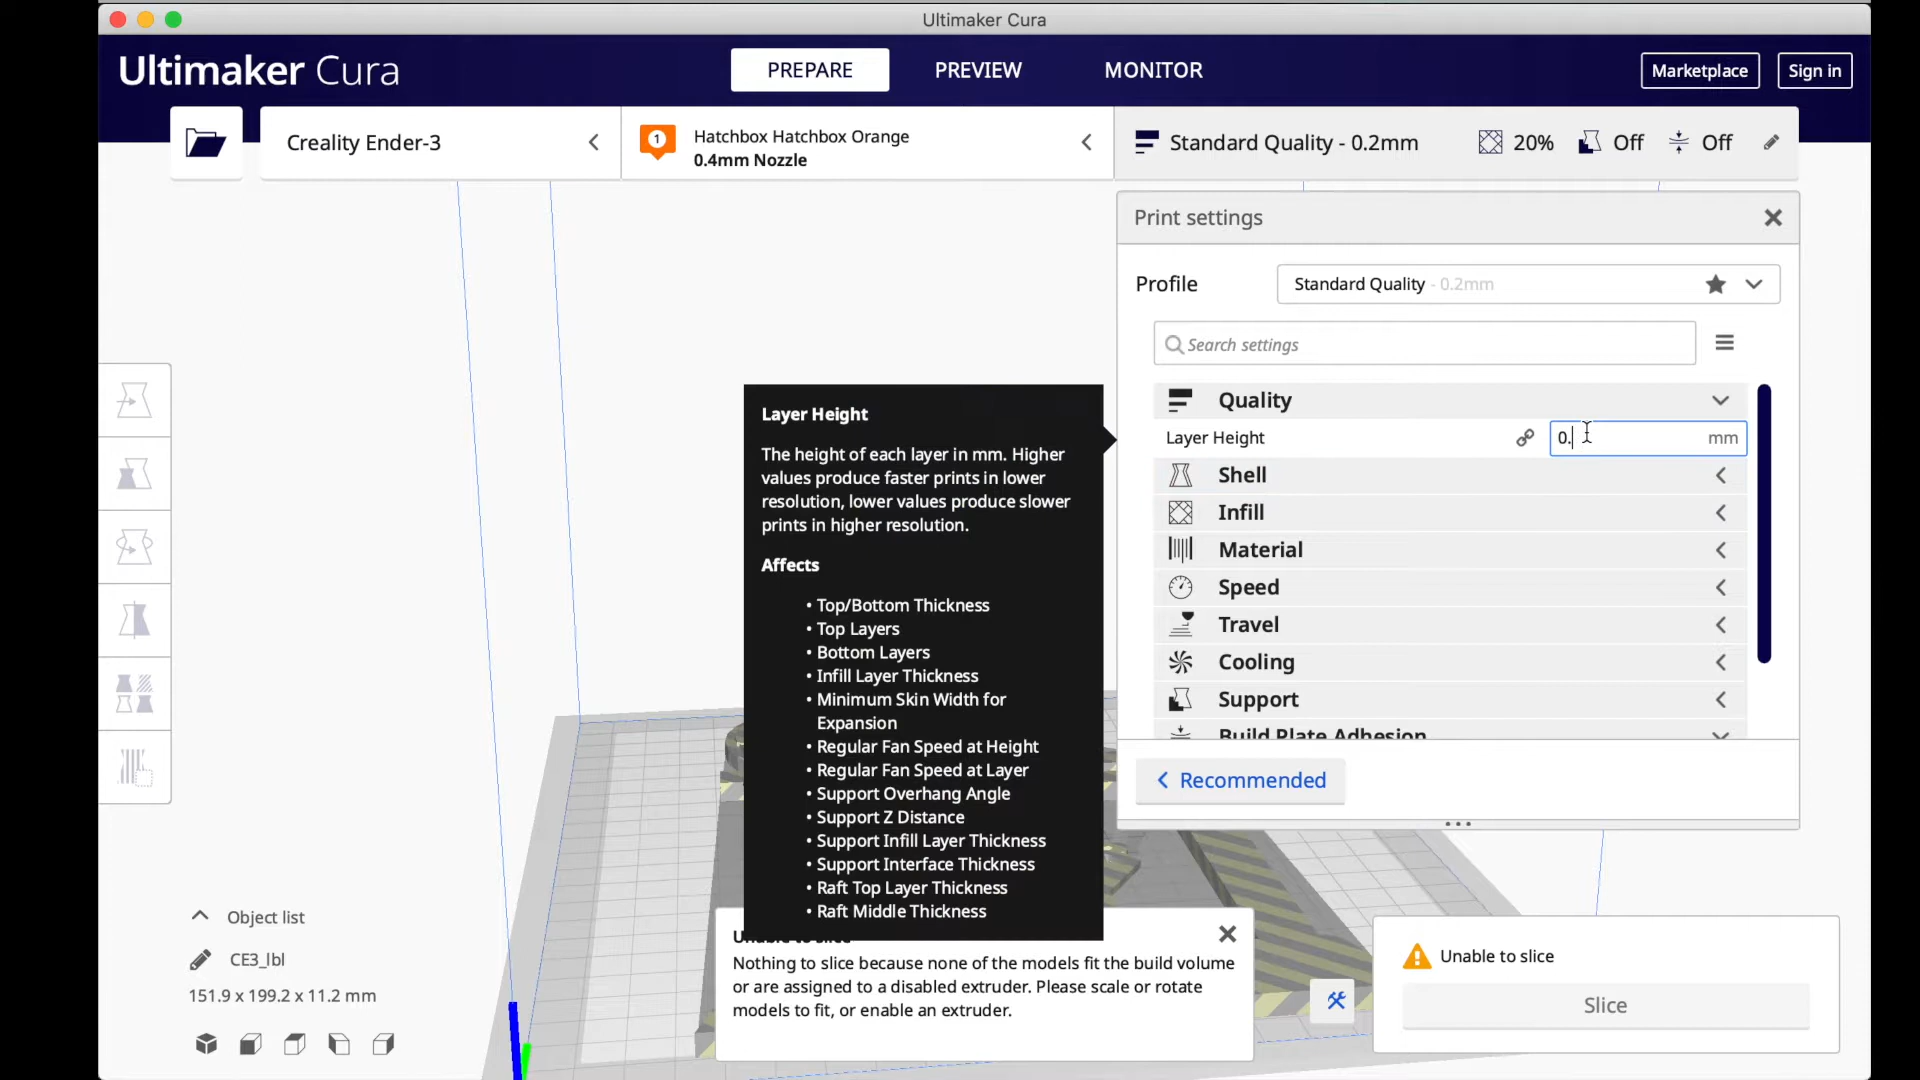 Ultimaker Cura
Ultimaker Cura
PREPARE
PREVIEW
MONITOR
Marketplace
Sign in
Creality Ender-3
1
Hatchbox Hatchbox Orange
0.4mm Nozzle
Standard Quality - 0.2mm
20%
Off
Off
Print settings
Profile
Standard Quality - 0.2mm
Search settings
Quality
Layer Height
0.
mm
Shell
Infill
Material
Speed
Travel
Cooling
Support
Build Plate Adhesion
Recommended
Layer Height
The height of each layer in mm. Higher
values produce faster prints in lower
resolution, lower values produce slower
prints in higher resolution.
Affects
• Top/Bottom Thickness
• Top Layers
• Bottom Layers
• Infill Layer Thickness
• Minimum Skin Width for
Expansion
• Regular Fan Speed at Height
• Regular Fan Speed at Layer
• Support Overhang Angle
• Support Z Distance
• Support Infill Layer Thickness
• Support Interface Thickness
• Raft Top Layer Thickness
• Raft Middle Thickness
Unable to slice
Nothing to slice because none of the models fit the build volume
or are assigned to a disabled extruder. Please scale or rotate
models to fit, or enable an extruder.
Object list
CE3_lbl
151.9 x 199.2 x 11.2 mm
Unable to slice
Slice